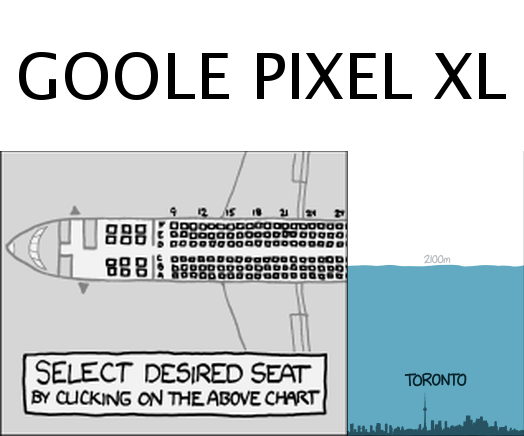 GOOLE PIXEL XL
9 12 15 18 21 24
F
D
C
B
A
2100m
TORONTO
SELECT DESIRED SEAT
BY CLICKING ON THE ABOVE CHART